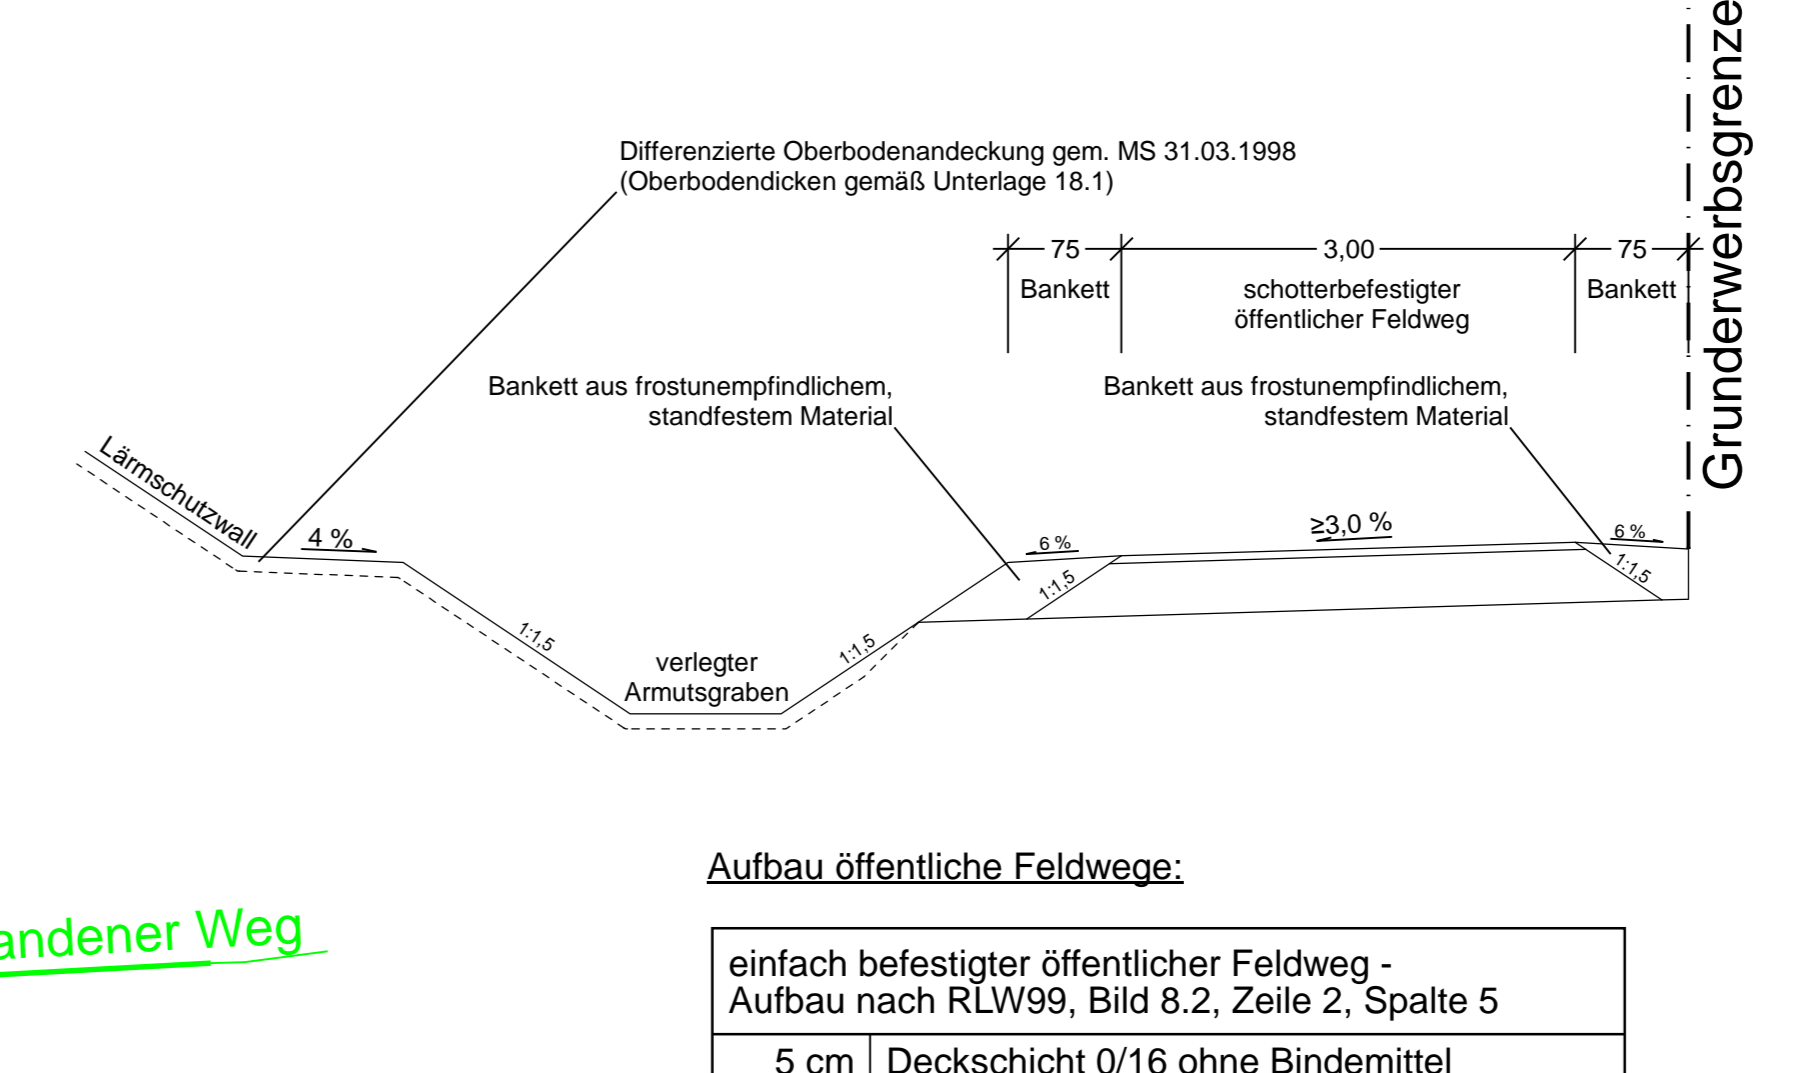 Grunderwerbsgrenze
Differenzierte Oberbodenandeckung gem. MS 31.03.1998
(Oberbodendicken gemäß Unterlage 18.1)
75
3,00
75
Bankett
schotterbefestigter
öffentlicher Feldweg
Bankett
Bankett aus frostunempfindlichem,
standfestem Material
Bankett aus frostunempfindlichem,
standfestem Material
Lärmschutzwall
4 %
6 %
≥3,0 %
6 %
1:1,5
1:1,5
1:1,5
1:1,5
verlegter
Armutsgraben
Aufbau öffentliche Feldwege:
andener Weg
einfach befestigter öffentlicher Feldweg -
Aufbau nach RLW99, Bild 8.2, Zeile 2, Spalte 5
5 cm
Deckschicht 0/16 ohne Bindemittel